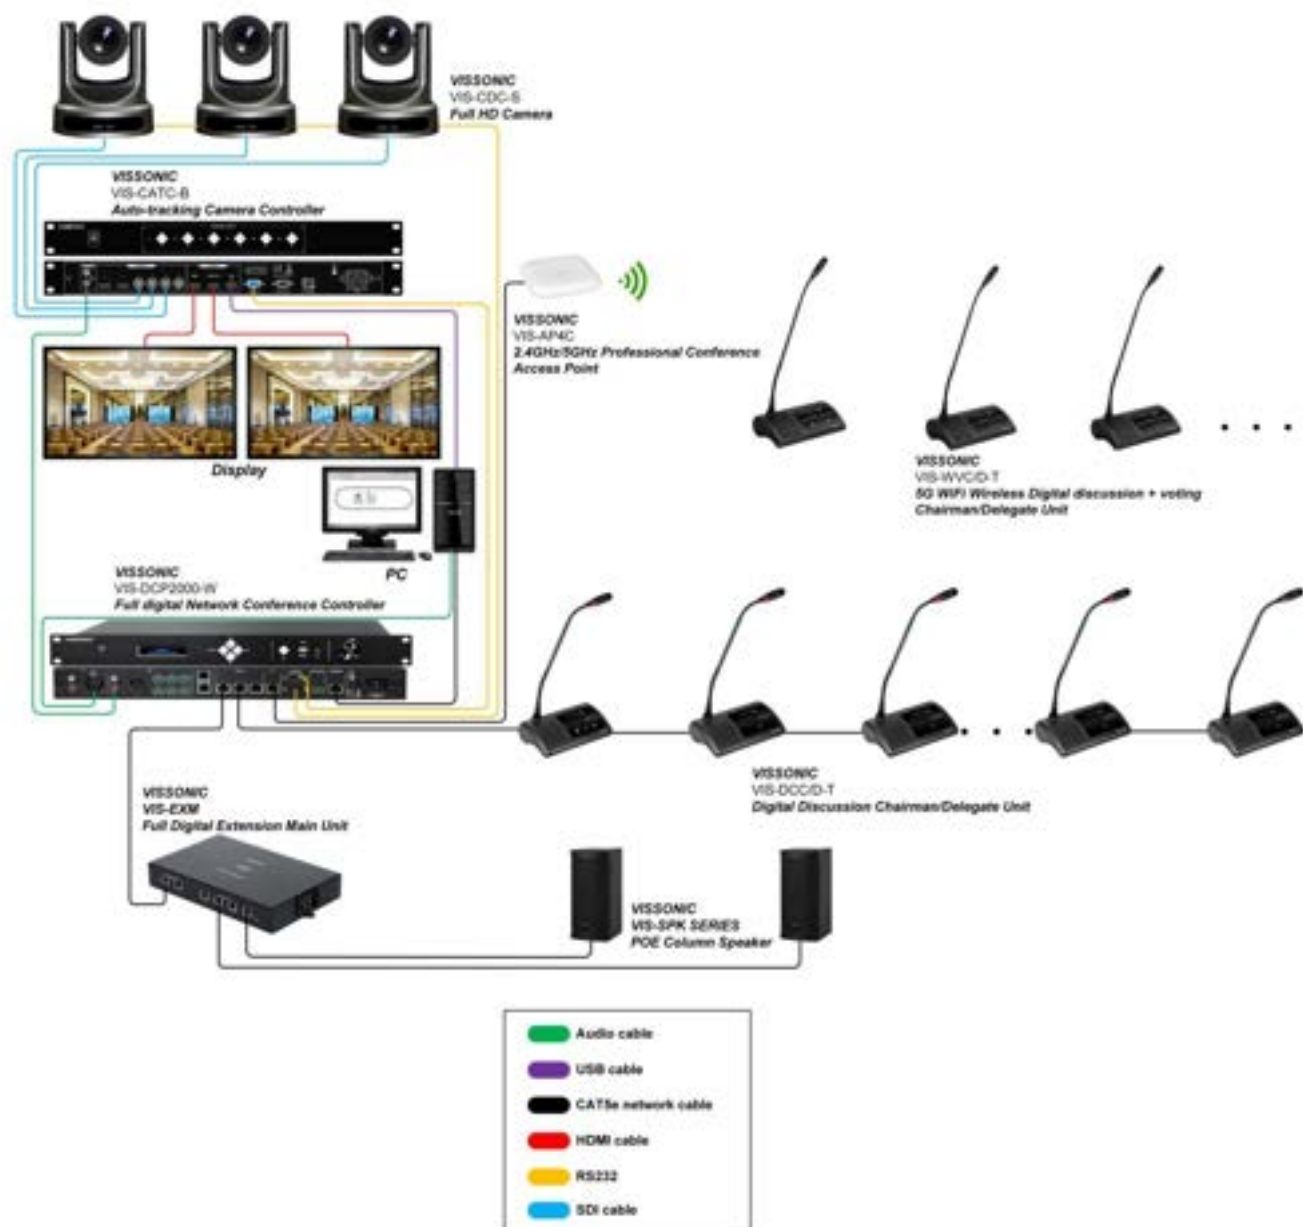 VISSONIC
VIS-CDC-S
Full HD Camera
VISSONIC
VIS-CATC-B
Auto-tracking Camera Controller
VISSONIC
VIS-AP4C
2.4GHz/5GHz Professional Conference
Access Point
Display
VISSONIC
VIS-WVC/D-T
5G WIFI Wireless Digital discussion + voting
Chairman/Delegate Unit
PC
VISSONIC
VIS-DCP2000-W
Full digital Network Conference Controller
VISSONIC
VIS-DCC/D-T
Digital Discussion Chairman/Delegate Unit
VISSONIC
VIS-EXM
Full Digital Extension Main Unit
VISSONIC
VIS-SPK SERIES
POE Column Speaker
Audio cable
USB cable
CAT5e network cable
HDMI cable
RS232
SDI cable